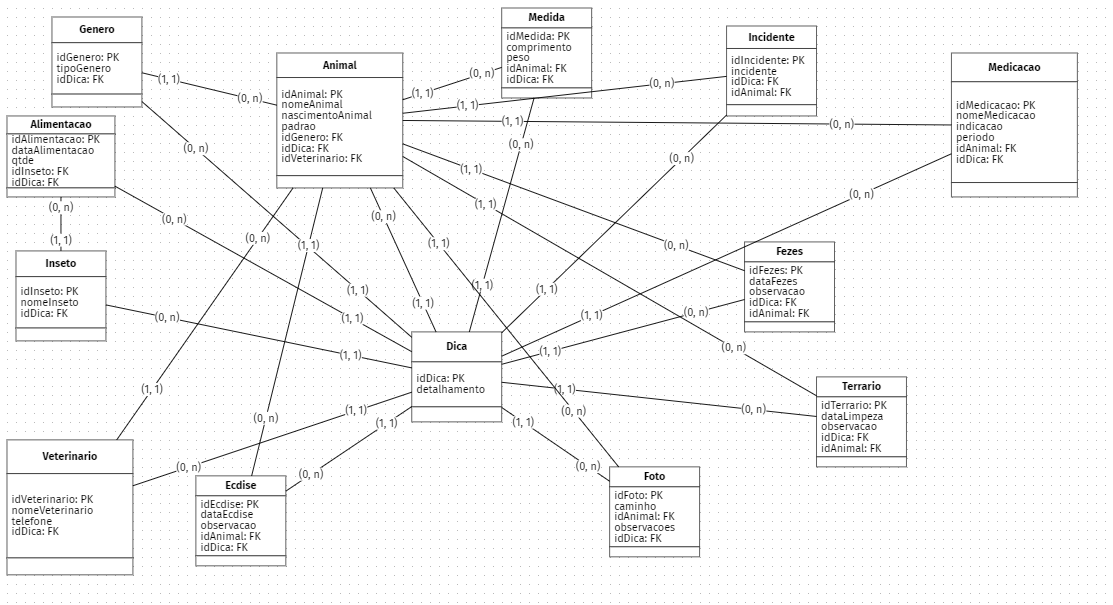 Genero
idGenero: PK
tipoGenero
idDica: FK
Animal
idAnimal: PK
nomeAnimal
nascimentoAnimal
padrao
idGenero: FK
idDica: FK
idVeterinario: FK
Medida
idMedida: PK
comprimento
peso
idAnimal: FK
idDica: FK
Incidente
idIncidente: PK
incidente
idDica: FK
idAnimal: FK
Medicacao
idMedicacao: PK
nomeMedicacao
indicacao
periodo
idAnimal: FK
idDica: FK
Alimentacao
idAlimentacao: PK
dataAlimentacao
qtde
idInseto: FK
idDica: FK
(1, 1)
(0, n)
(1, 1)
(0, n)
(1, 1)
(0, n)
(1, 1)
(0, n)
(0, n)
(0, n)
(0, n)
(1, 1)
(0, n)
(1, 1)
(0, n)
(0, n)
(0, n)
(0, n)
(1, 1)
(0, n)
(1, 1)
(1, 1)
(0, n)
Inseto
idInseto: PK
nomeInseto
idDica: FK
Fezes
idFezes: PK
dataFezes
observacao
idDica: FK
idAnimal: FK
(1, 1)
(1, 1)
(1, 1)
(1, 1)
(0, n)
(1, 1)
(1, 1)
(1, 1)
(0, n)
(1, 1)
(1, 1)
(0, n)
Dica
idDica: PK
detalhamento
Terrario
idTerrario: PK
dataLimpeza
observacao
idDica: FK
idAnimal: FK
(1, 1)
(1, 1)
(1, 1)
(0, n)
(0, n)
(0, n)
(1, 1)
(1, 1)
Veterinario
idVeterinario: PK
nomeVeterinario
telefone
idDica: FK
(0, n)
(0, n)
(0, n)
Ecdise
idEcdise: PK
dataEcdise
observacao
idAnimal: FK
idDica: FK
Foto
idFoto: PK
caminho
idAnimal: FK
observacoes
idDica: FK